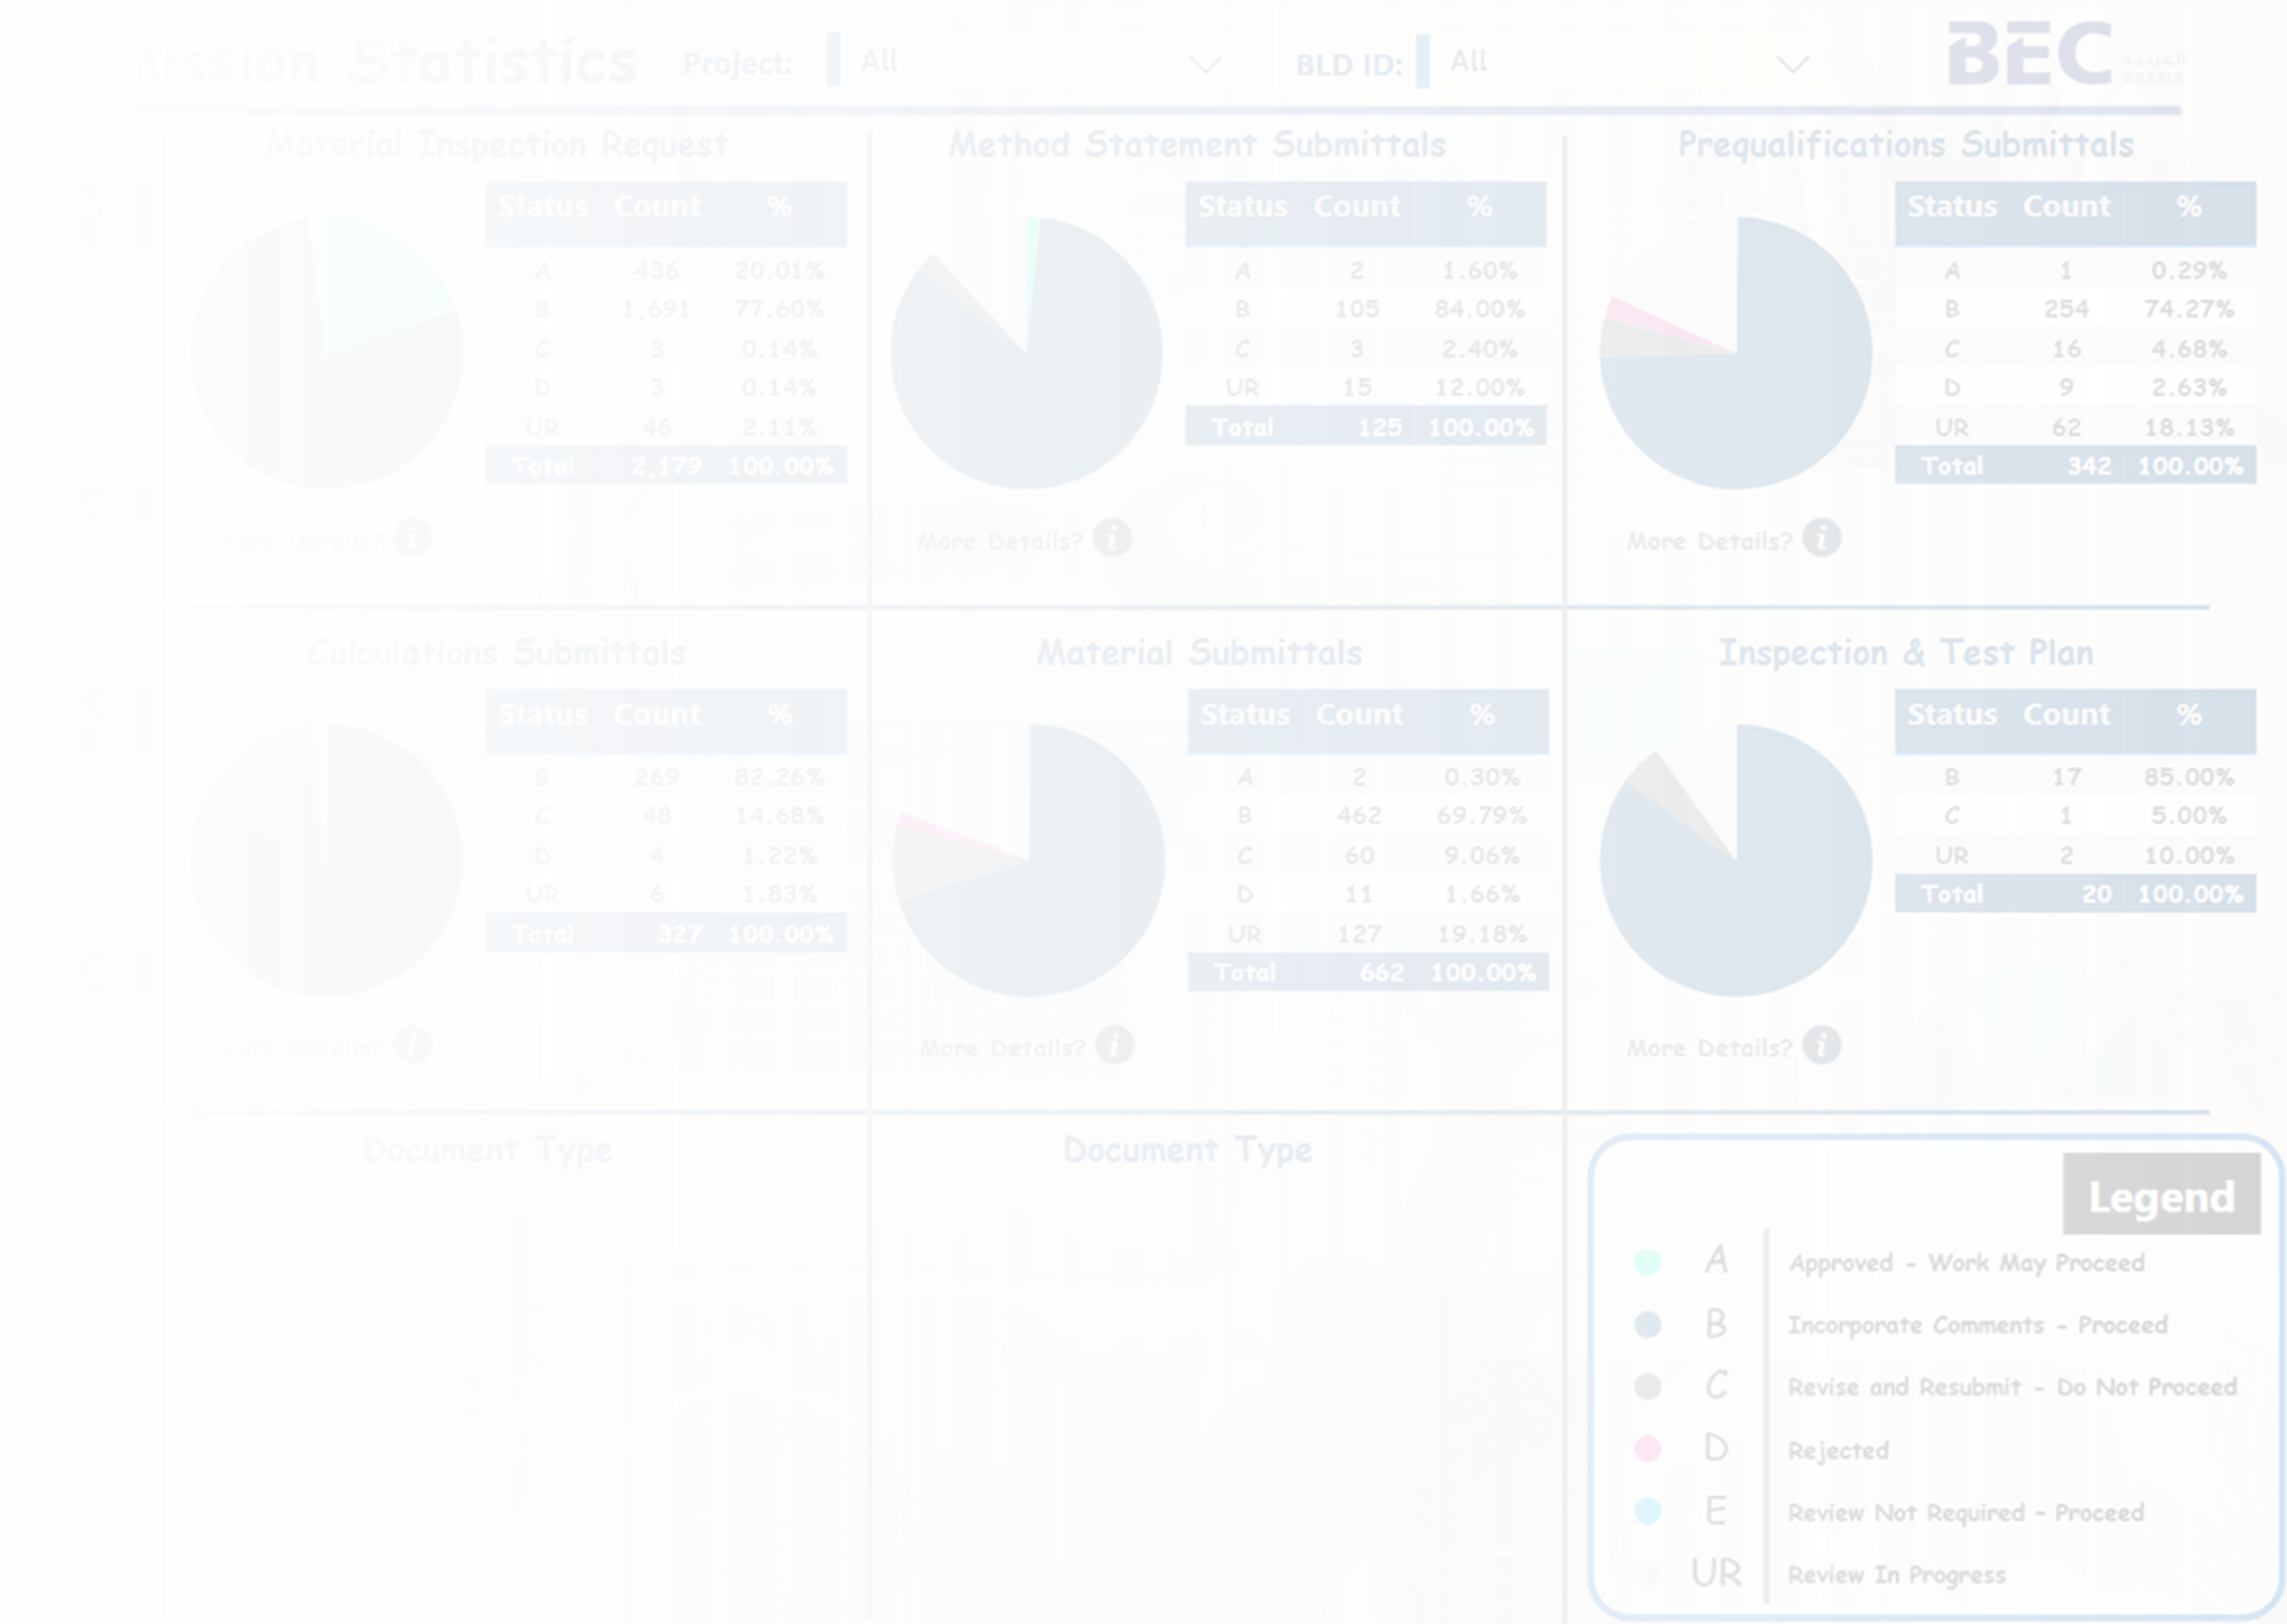 mission Statistics
Project: All
BLD ID: All
BEC العربية
ARABIA
Material Inspection Request
Status Count %
A 436 20.01%
B 1,691 77.60%
C 3 0.14%
D 3 0.14%
UR 46 2.11%
Total 2,179 100.00%
More Details?
Method Statement Submittals
Status Count %
A 2 1.60%
B 105 84.00%
C 3 2.40%
UR 15 12.00%
Total 125 100.00%
More Details?
Prequalifications Submittals
Status Count %
A 1 0.29%
B 254 74.27%
C 16 4.68%
D 9 2.63%
UR 62 18.13%
Total 342 100.00%
More Details?
Calculations Submittals
Status Count %
B 269 82.26%
C 48 14.68%
D 4 1.22%
UR 6 1.83%
Total 327 100.00%
More Details?
Material Submittals
Status Count %
A 2 0.30%
B 462 69.79%
C 60 9.06%
D 11 1.66%
UR 127 19.18%
Total 662 100.00%
More Details?
Inspection & Test Plan
Status Count %
B 17 85.00%
C 1 5.00%
UR 2 10.00%
Total 20 100.00%
More Details?
Document Type
Document Type
Legend
A Approved - Work May Proceed
B Incorporate Comments - Proceed
C Revise and Resubmit - Do Not Proceed
D Rejected
E Review Not Required - Proceed
UR Review In Progress